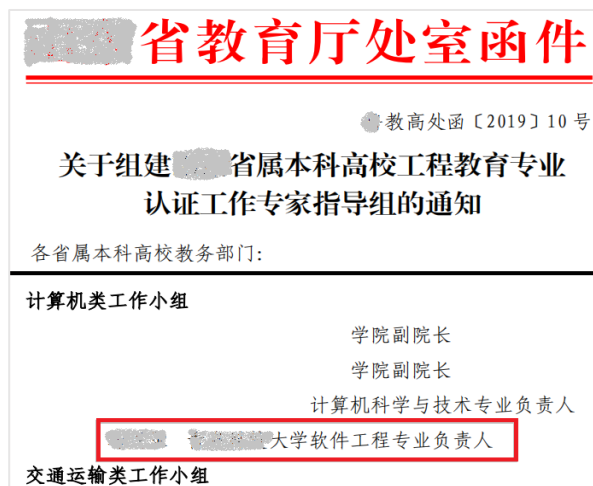 省教育厅处室函件
教高处函〔2019〕10 号
关于组建 省属本科高校工程教育专业
认证工作专家指导组的通知
各省属本科高校教务部门：
计算机类工作小组
学院副院长
学院副院长
计算机科学与技术专业负责人
大学软件工程专业负责人
交通运输类工作小组